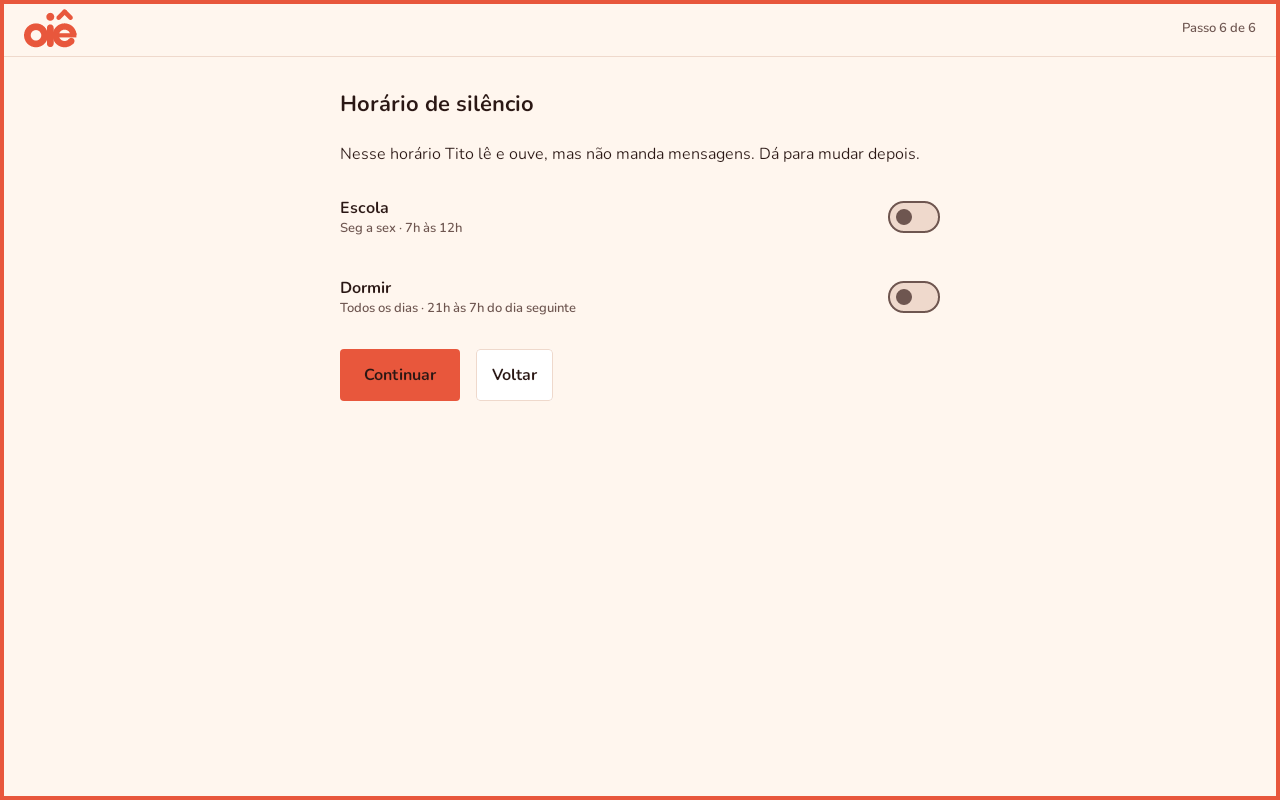 oiê
Passo 6 de 6
Horário de silêncio
Nesse horário Tito lê e ouve, mas não manda mensagens. Dá para mudar depois.
Escola
Seg a sex · 7h às 12h
Dormir
Todos os dias · 21h às 7h do dia seguinte
Continuar
Voltar